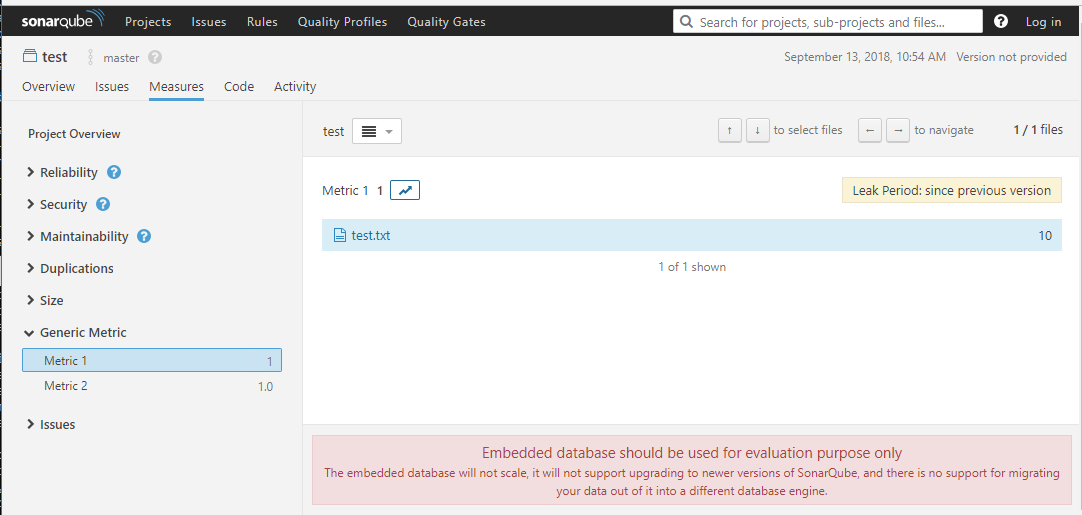 sonarqube Projects Issues Rules Quality Profiles Quality Gates Search for projects, sub-projects and files... ? Log in
test master ? September 13, 2018, 10:54 AM Version not provided
Overview Issues Measures Code Activity
Project Overview
Reliability ?
Security ?
Maintainability ?
Duplications
Size
Generic Metric
Metric 1 1
Metric 2 1.0
Issues
test ↑ ↓ to select files ← → to navigate 1 / 1 files
Metric 1 1 Leak Period: since previous version
test.txt 10
1 of 1 shown
Embedded database should be used for evaluation purpose only
The embedded database will not scale, it will not support upgrading to newer versions of SonarQube, and there is no support for migrating
your data out of it into a different database engine.